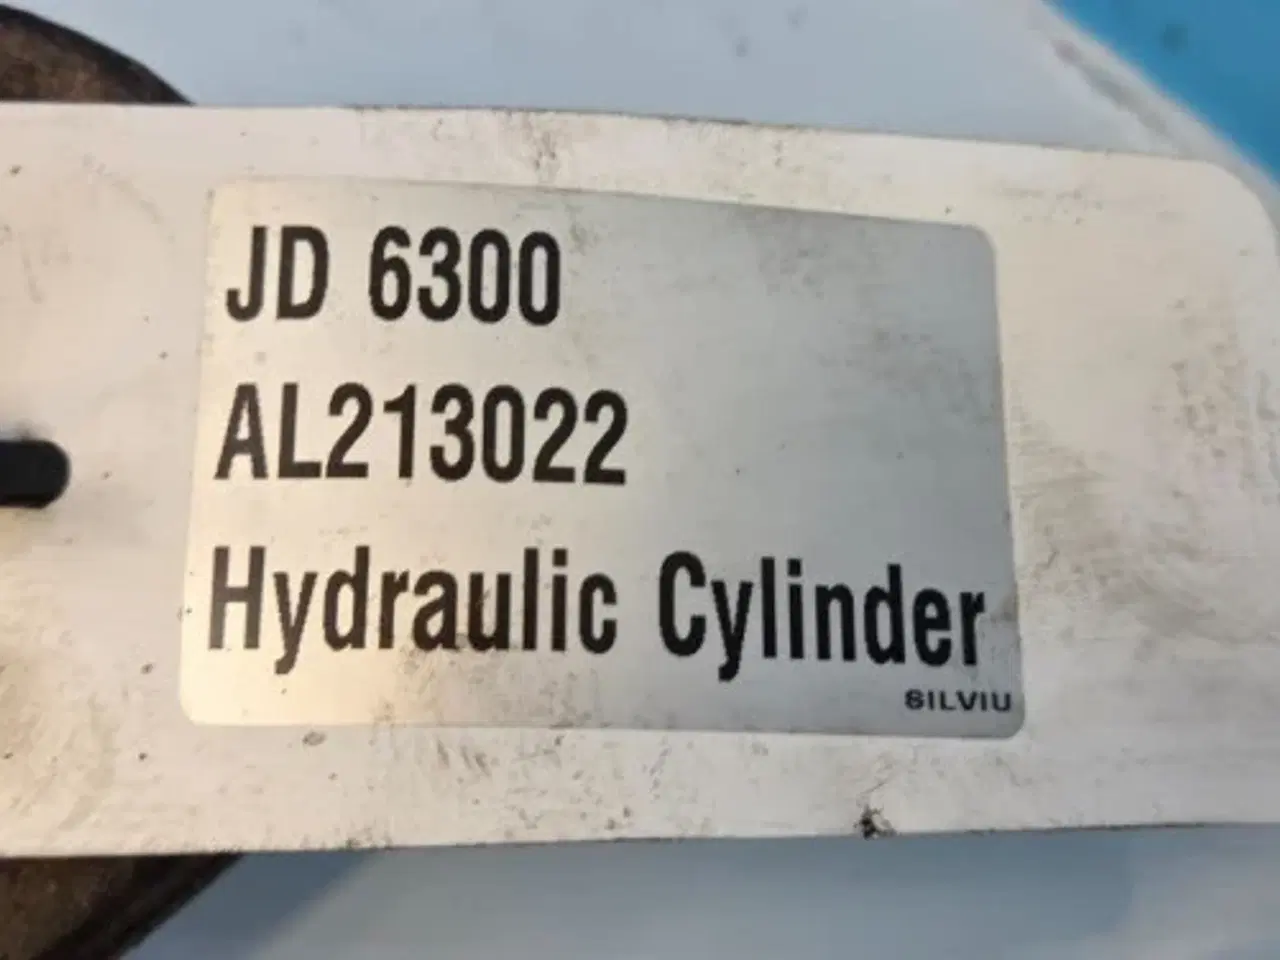 JD 6300
AL213022
Hydraulic Cylinder
SILVIU